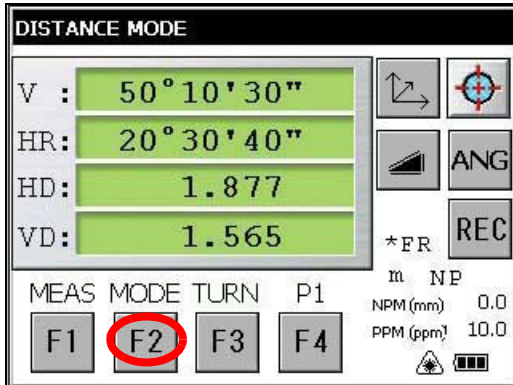 DISTANCE MODE
V : 50°10'30"
HR: 20°30'40"
ANG
HD: 1.877
REC
VD: 1.565
*FR
m NP
MEAS MODE TURN P1
NPM (mm) 0.0
F1 F2 F3 F4
PPM (ppm) 10.0